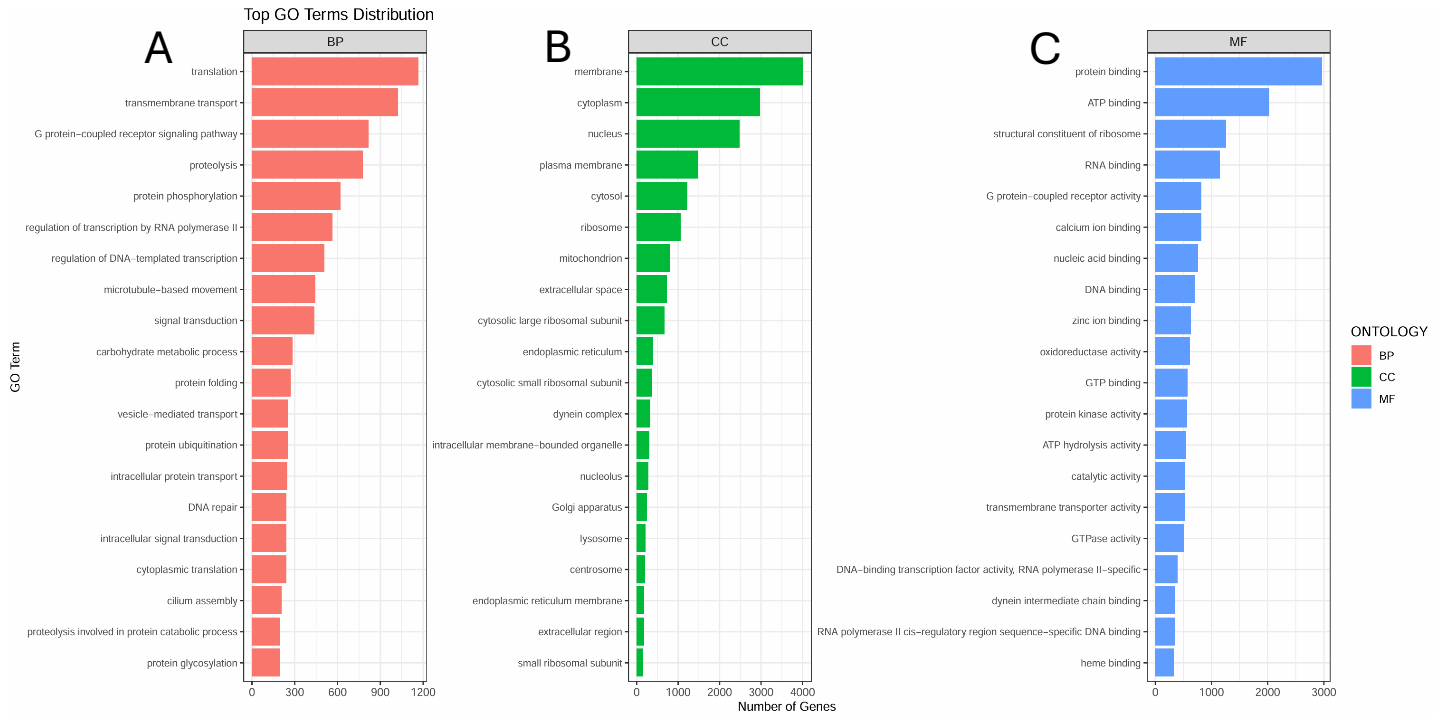 Top GO Terms Distribution
A
BP
translation
transmembrane transport
G protein−coupled receptor signaling pathway
proteolysis
protein phosphorylation
regulation of transcription by RNA polymerase II
regulation of DNA−templated transcription
microtubule−based movement
signal transduction
carbohydrate metabolic process
protein folding
vesicle−mediated transport
protein ubiquitination
intracellular protein transport
DNA repair
intracellular signal transduction
cytoplasmic translation
cilium assembly
proteolysis involved in protein catabolic process
protein glycosylation
0 300 600 900 1200
GO Term
B
CC
membrane
cytoplasm
nucleus
plasma membrane
cytosol
ribosome
mitochondrion
extracellular space
cytosolic large ribosomal subunit
endoplasmic reticulum
cytosolic small ribosomal subunit
dynein complex
intracellular membrane−bounded organelle
nucleolus
Golgi apparatus
lysosome
centrosome
endoplasmic reticulum membrane
extracellular region
small ribosomal subunit
0 1000 2000 3000 4000
Number of Genes
C
MF
protein binding
ATP binding
structural constituent of ribosome
RNA binding
G protein−coupled receptor activity
calcium ion binding
nucleic acid binding
DNA binding
zinc ion binding
oxidoreductase activity
GTP binding
protein kinase activity
ATP hydrolysis activity
catalytic activity
transmembrane transporter activity
GTPase activity
DNA−binding transcription factor activity, RNA polymerase II−specific
dynein intermediate chain binding
RNA polymerase II cis−regulatory region sequence−specific DNA binding
heme binding
0 1000 2000 3000
ONTOLOGY
BP
CC
MF